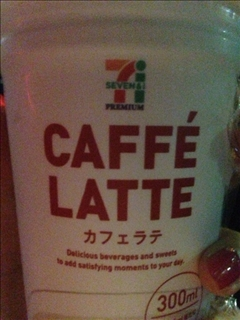 7i
SEVEN&i
PREMIUM
CAFFÉ
LATTE
カフェラテ
Delicious beverages and sweets
to add satisfying moments to your day.
300ml